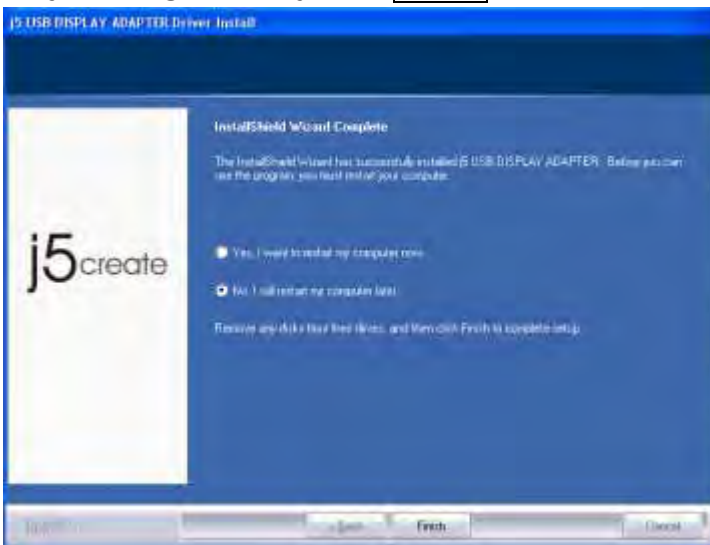 j5 USB DISPLAY ADAPTER Driver Install
InstallShield Wizard Complete
The InstallShield Wizard has successfully installed j5 USB DISPLAY ADAPTER. Before you can
use the program, you must restart your computer.
j5create
Yes, I want to restart my computer now.
No, I will restart my computer later.
Remove any disks from their drives, and then click Finish to complete setup.
< Back
Finish
Cancel